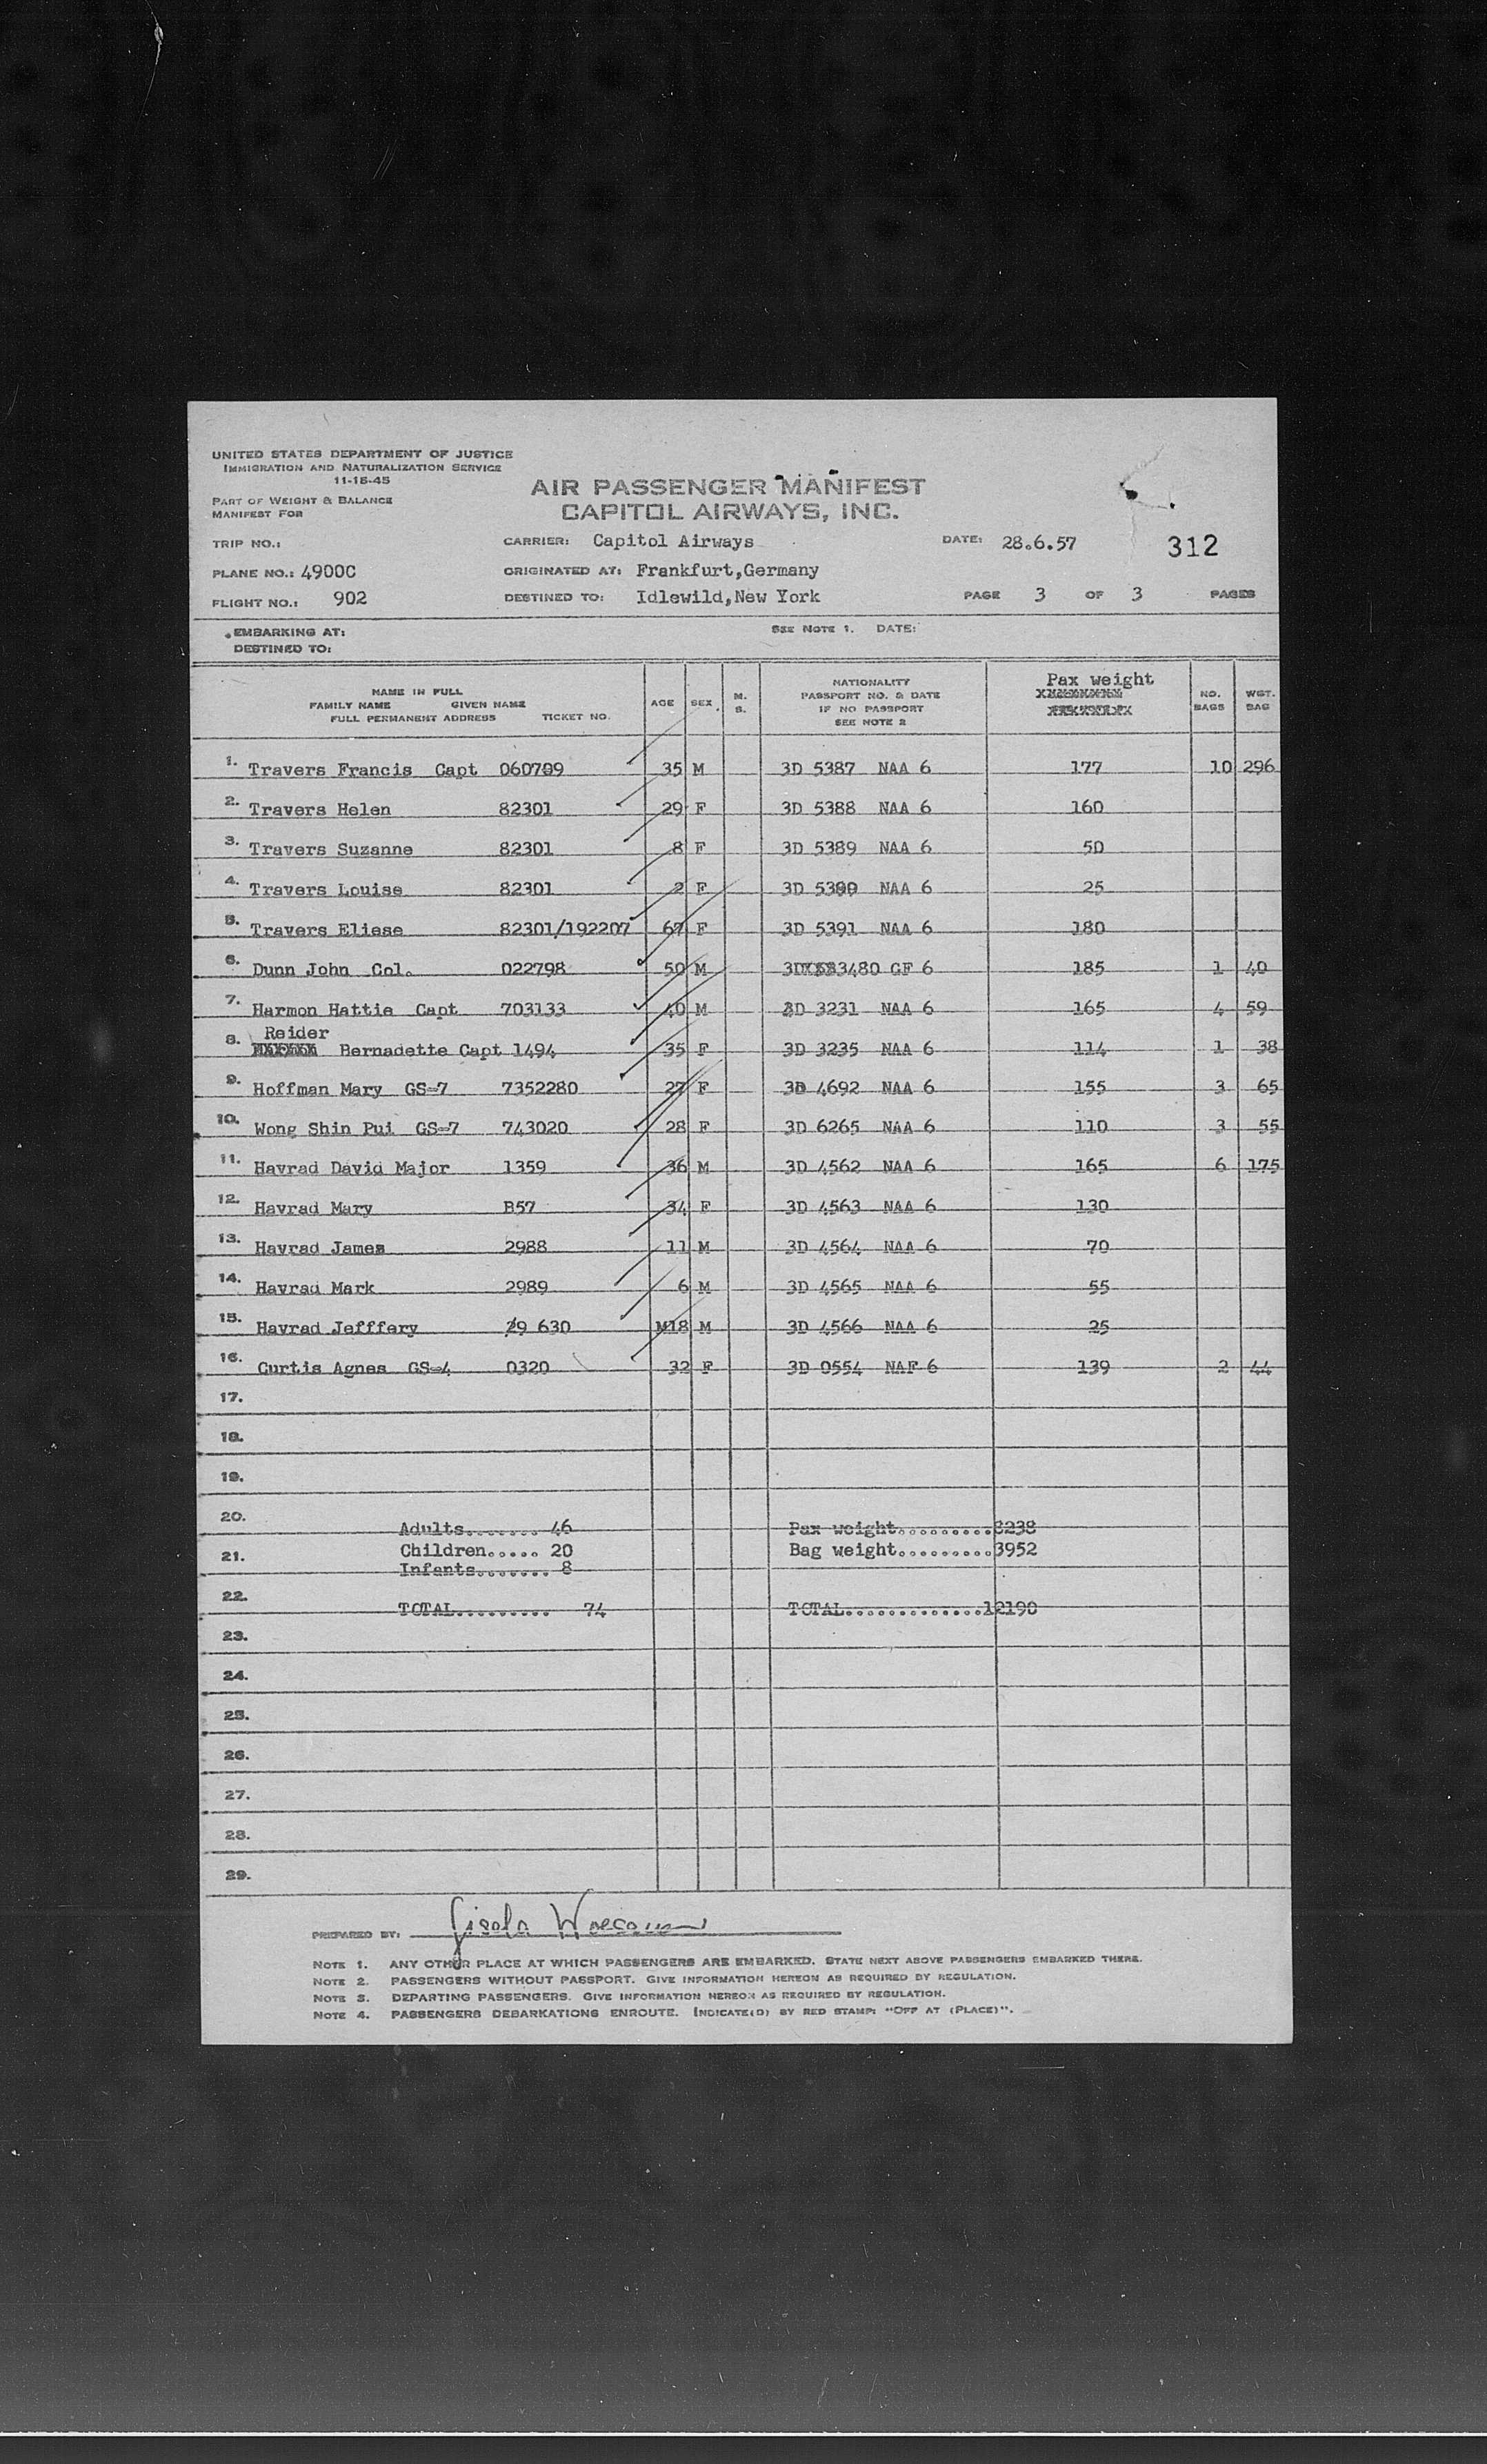 UNITED STATES DEPARTMENT OF JUSTICE
IMMIGRATION AND NATURALIZATION SERVICE
11-15-45
PART OF WEIGHT & BALANCE
MANIFEST FOR
AIR PASSENGER MANIFEST
CAPITOL AIRWAYS, INC.
TRIP NO.: CARRIER: Capitol Airways DATE: 28.6.57 312
PLANE NO.: 4900C ORIGINATED AT: Frankfurt,Germany
FLIGHT NO.: 902 DESTINED TO: Idlewild,New York PAGE 3 OF 3 PAGES
EMBARKING AT: SEE NOTE 1. DATE:
DESTINED TO:
NAME IN FULL
FAMILY NAME GIVEN NAME
FULL PERMANENT ADDRESS TICKET NO.
AGE SEX M. S.
NATIONALITY
PASSPORT NO. & DATE
IF NO PASSPORT
SEE NOTE 2
Pax weight
NO. BAGS WGT. BAG
1. Travers Francis Capt 060709 35 M 3D 5387 NAA 6 177 10 296
2. Travers Helen 82301 29 F 3D 5388 NAA 6 160
3. Travers Suzanne 82301 8 F 3D 5389 NAA 6 50
4. Travers Louise 82301 2 F 3D 5390 NAA 6 25
5. Travers Eliese 82301/192207 67 F 3D 5391 NAA 6 180
6. Dunn John Col. 022798 50 M 3480 GF 6 185 1 40
7. Harmon Hattie Capt 703133 40 M 3D 3231 NAA 6 165 4 59
Reider
8. Bernadette Capt 1494 35 F 3D 3235 NAA 6 114 1 38
9. Hoffman Mary GS-7 7352280 27 F 3D 4692 NAA 6 155 3 65
10. Wong Shin Pui GS-7 743020 28 F 3D 6265 NAA 6 110 3 55
11. Havrad David Major 1359 36 M 3D 4562 NAA 6 165 6 175
12. Havrad Mary B57 34 F 3D 4563 NAA 6 130
13. Havrad James 2988 11 M 3D 4564 NAA 6 70
14. Havrad Mark 2989 6 M 3D 4565 NAA 6 55
15. Havrad Jefffery 29 630 M18 M 3D 4566 NAA 6 25
16. Curtis Agnes GS-4 0320 32 F 3D 0554 NAF 6 139 2 44
17.
18.
19.
20. Adults........ 46 Pax weight..........8238
21. Children..... 20 Bag weight.........3952
Infants........ 8
22. TOTAL.......... 74 TOTAL..............12190
23.
24.
25.
26.
27.
28.
29.
PREPARED BY: Gisela
NOTE 1. ANY OTHER PLACE AT WHICH PASSENGERS ARE EMBARKED. STATE NEXT ABOVE PASSENGERS EMBARKED THERE.
NOTE 2. PASSENGERS WITHOUT PASSPORT. GIVE INFORMATION HEREON AS REQUIRED BY REGULATION.
NOTE 3. DEPARTING PASSENGERS. GIVE INFORMATION HEREON AS REQUIRED BY REGULATION.
NOTE 4. PASSENGERS DEBARKATIONS ENROUTE. INDICATE(D) BY RED STAMP: "OFF AT (PLACE)".